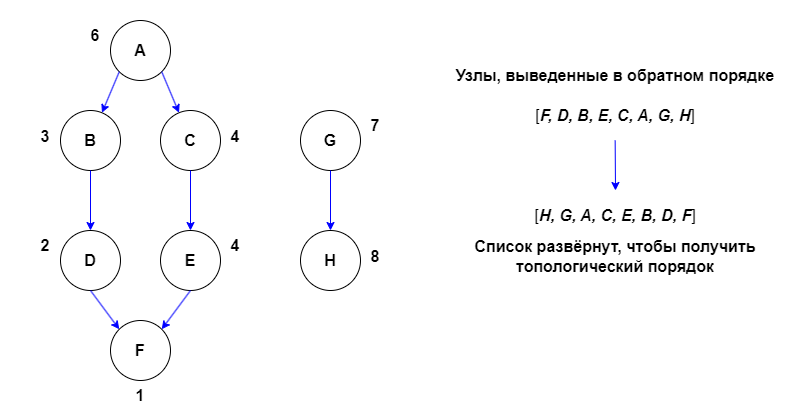 6
A
Узлы, выведенные в обратном порядке
[F, D, B, E, C, A, G, H]
3
B
C
4
G
7
[H, G, A, C, E, B, D, F]
Список развёрнут, чтобы получить
топологический порядок
2
D
E
4
H
8
F
1